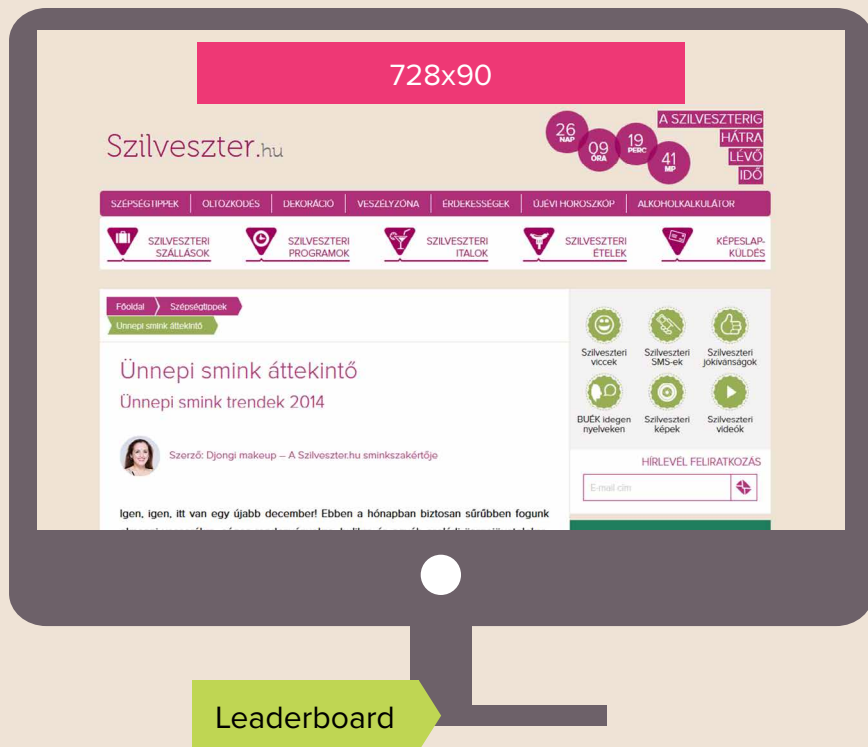 728x90
Szilveszter.hu
26 NAP
09 ÓRA
19 PERC
41 MP
A SZILVESZTERIG
HÁTRA
LÉVŐ
IDŐ
SZÉPSÉGTIPPEK
ÖLTÖZKÖDÉS
DEKORÁCIÓ
VESZÉLYZÓNA
ÉRDEKESSÉGEK
ÚJÉVI HOROSZKÓP
ALKOHOLKALKULÁTOR
SZILVESZTERI
SZÁLLÁSOK
SZILVESZTERI
PROGRAMOK
SZILVESZTERI
ITALOK
SZILVESZTERI
ÉTELEK
KÉPESLAP-
KÜLDÉS
Főoldal
Szépségtippek
Ünnepi smink áttekintő
Ünnepi smink áttekintő
Ünnepi smink trendek 2014
Szerző: Djongi makeup – A Szilveszter.hu sminkszakértője
Igen, igen, itt van egy újabb december! Ebben a hónapban biztosan sűrűbben fogunk
Szilveszteri
viccek
Szilveszteri
SMS-ek
Szilveszteri
jókívánságok
BUÉK idegen
nyelveken
Szilveszteri
képek
Szilveszteri
videók
HÍRLEVÉL FELIRATKOZÁS
E-mail cím
Leaderboard